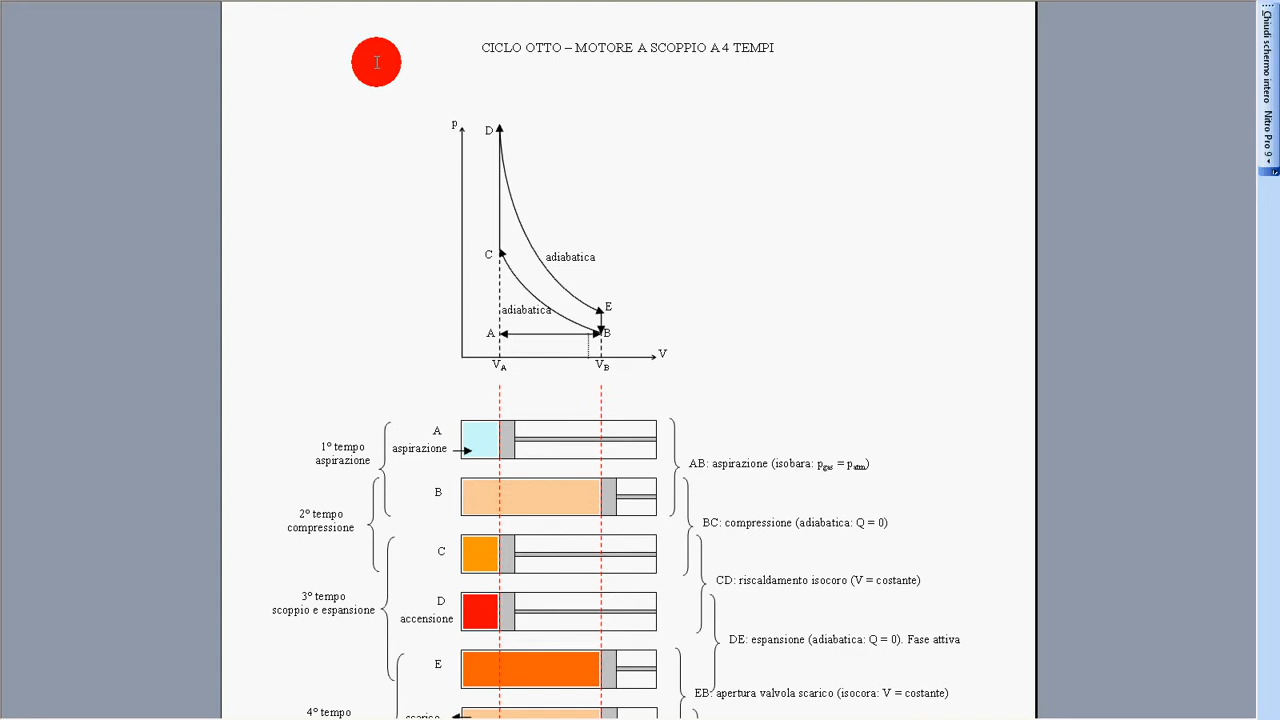 CICLO OTTO – MOTORE A SCOPPIO A 4 TEMPI
p
D
C
adiabatica
adiabatica
E
A
B
V
VA
VB
1° tempo
aspirazione
A
aspirazione
AB: aspirazione (isobara: pgas = patm)
B
2° tempo
compressione
BC: compressione (adiabatica: Q = 0)
C
CD: riscaldamento isocoro (V = costante)
3° tempo
scoppio e espansione
D
accensione
DE: espansione (adiabatica: Q = 0). Fase attiva
E
EB: apertura valvola scarico (isocora: V = costante)
4° tempo
scarico
Chiudi schermo intero
Nitro Pro 9